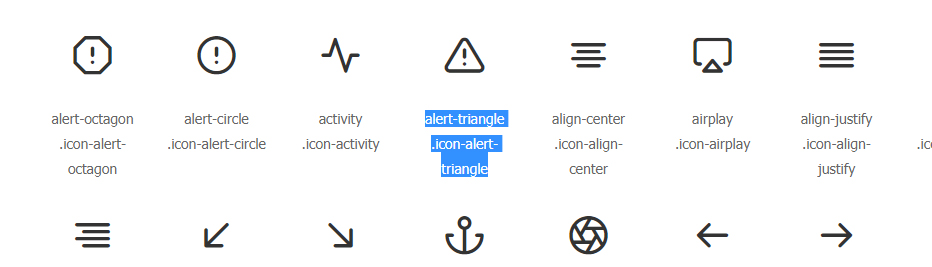 alert-octagon
.icon-alert-
octagon
alert-circle
.icon-alert-circle
activity
.icon-activity
alert-triangle
.icon-alert-
triangle
align-center
.icon-align-
center
airplay
.icon-airplay
align-justify
.icon-align-
justify